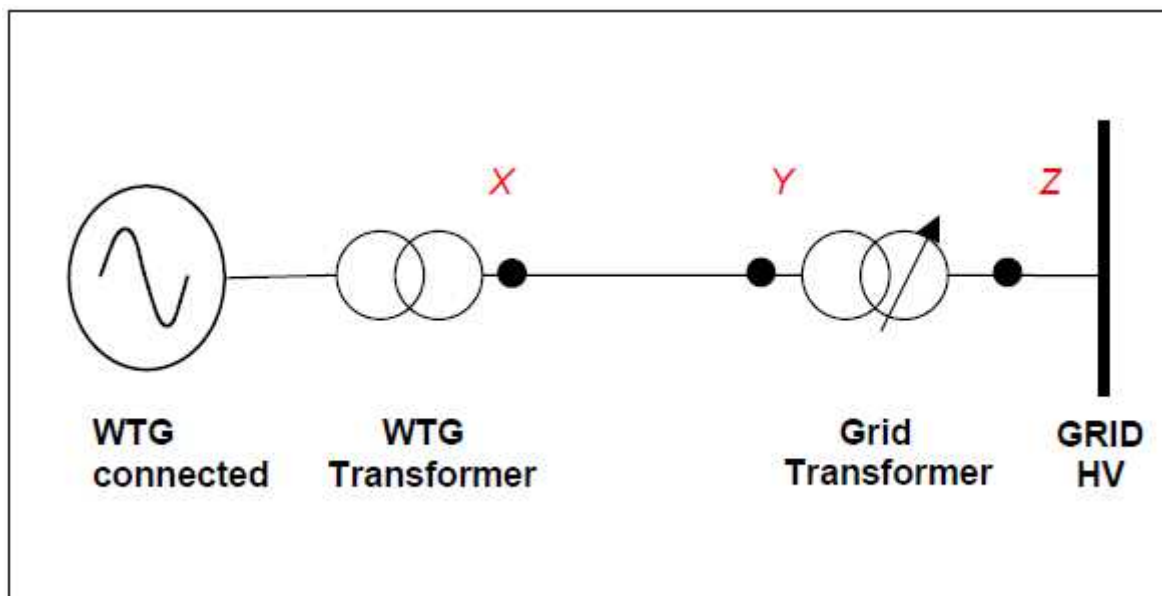 X Y Z
WTG connected
WTG Transformer
Grid Transformer
GRID HV